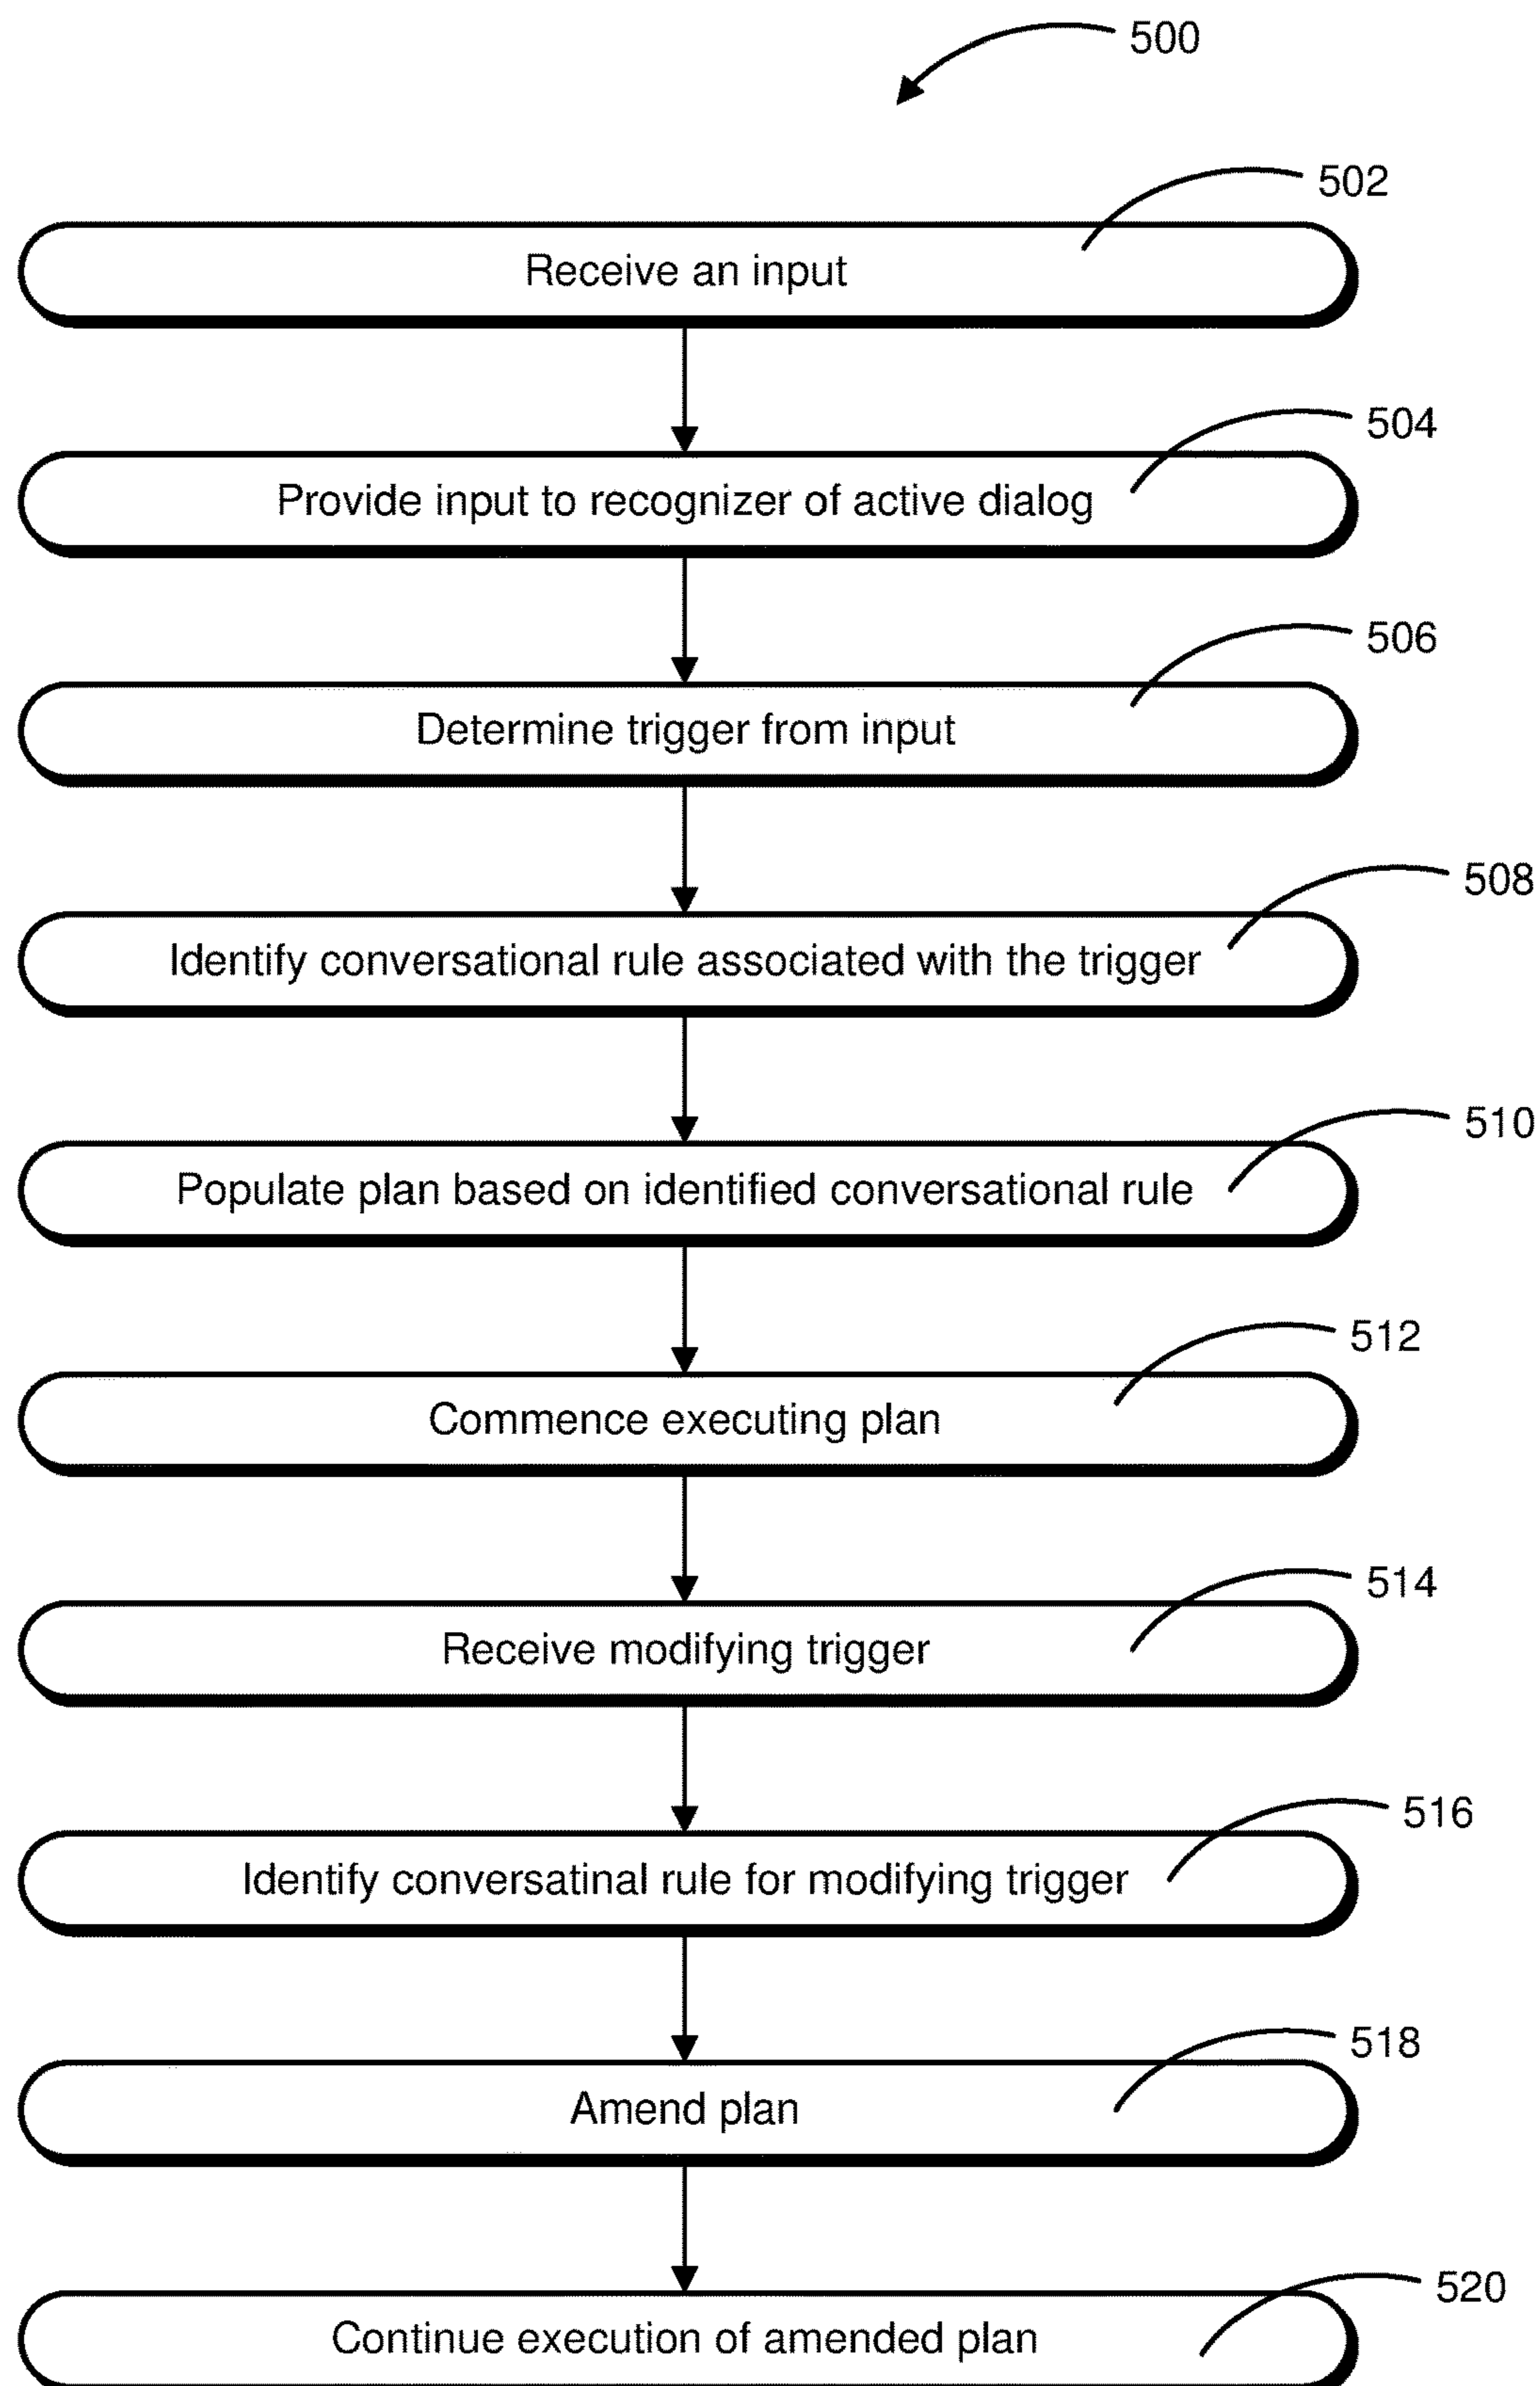 500
502
Receive an input
504
Provide input to recognizer of active dialog
506
Determine trigger from input
508
Identify conversational rule associated with the trigger
510
Populate plan based on identified conversational rule
512
Commence executing plan
514
Receive modifying trigger
516
Identify conversatinal rule for modifying trigger
518
Amend plan
520
Continue execution of amended plan